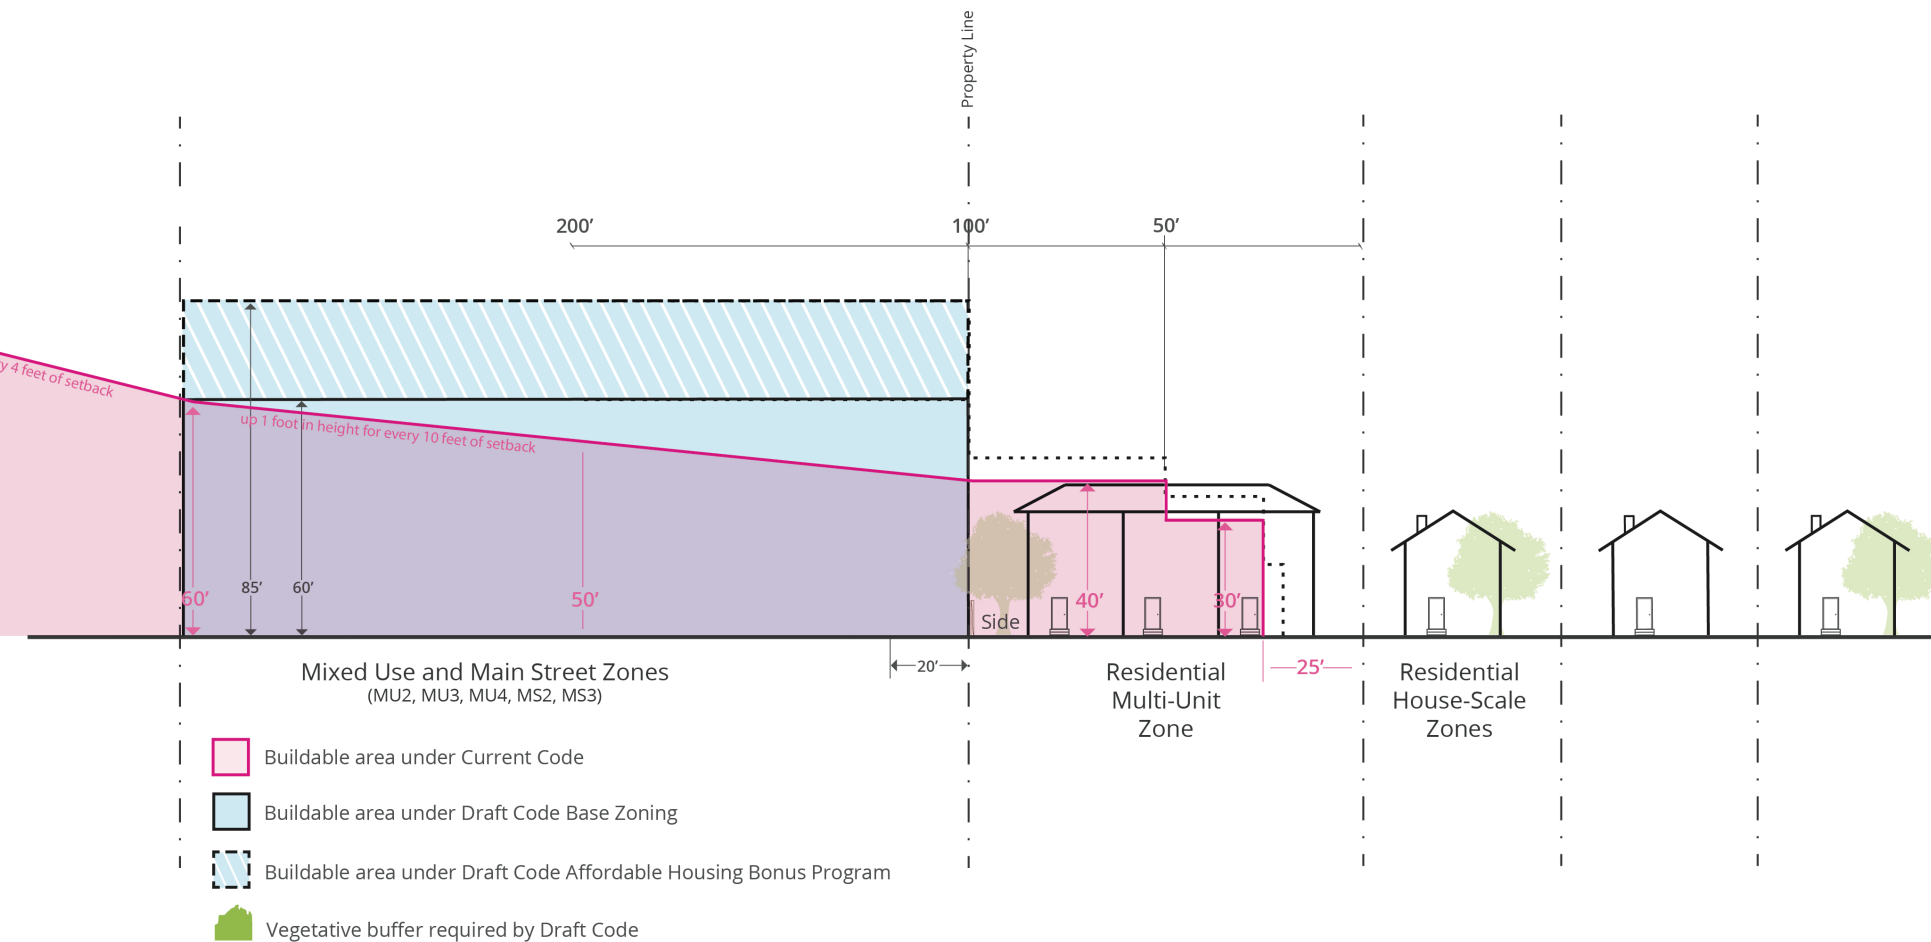 Property Line
200’
100’
50’
y 4 feet of setback
up 1 foot in height for every 10 feet of setback
60’
85’
60’
50’
40’
30’
Side
20’
25’
Mixed Use and Main Street Zones
(MU2, MU3, MU4, MS2, MS3)
Residential
Multi-Unit
Zone
Residential
House-Scale
Zones
Buildable area under Current Code
Buildable area under Draft Code Base Zoning
Buildable area under Draft Code Affordable Housing Bonus Program
Vegetative buffer required by Draft Code